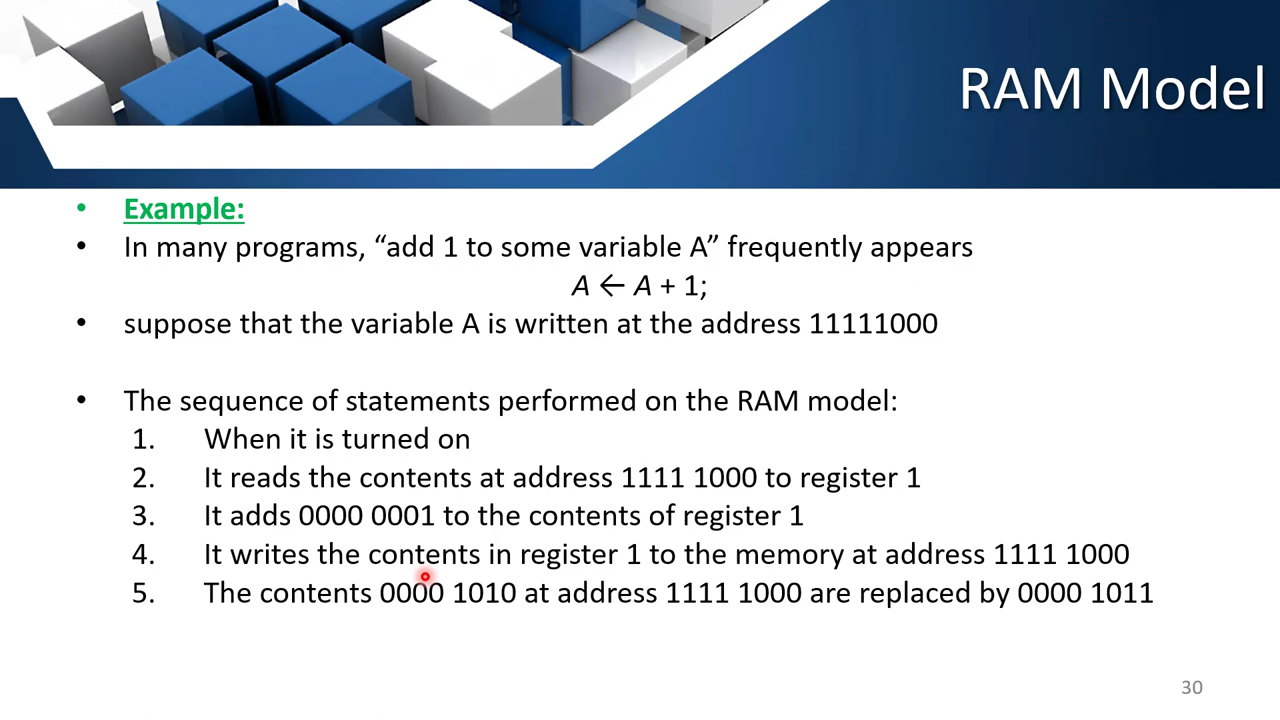 RAM Model
• Example:
• In many programs, “add 1 to some variable A” frequently appears
A ← A + 1;
• suppose that the variable A is written at the address 11111000
• The sequence of statements performed on the RAM model:
1. When it is turned on
2. It reads the contents at address 1111 1000 to register 1
3. It adds 0000 0001 to the contents of register 1
4. It writes the contents in register 1 to the memory at address 1111 1000
5. The contents 0000 1010 at address 1111 1000 are replaced by 0000 1011
30